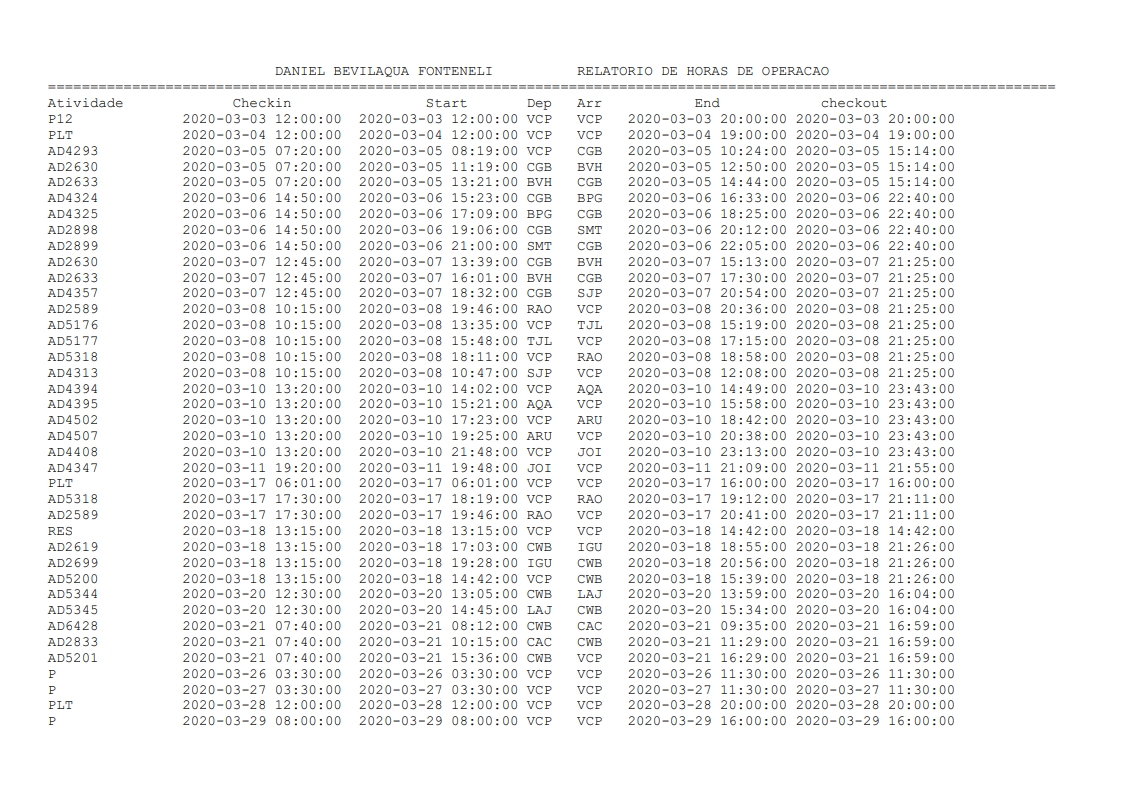 DANIEL BEVILAQUA FONTENELI RELATORIO DE HORAS DE OPERACAO
========================================================================================================================
Atividade Checkin Start Dep Arr End checkout
P12 2020-03-03 12:00:00 2020-03-03 12:00:00 VCP VCP 2020-03-03 20:00:00 2020-03-03 20:00:00
PLT 2020-03-04 12:00:00 2020-03-04 12:00:00 VCP VCP 2020-03-04 19:00:00 2020-03-04 19:00:00
AD4293 2020-03-05 07:20:00 2020-03-05 08:19:00 VCP CGB 2020-03-05 10:24:00 2020-03-05 15:14:00
AD2630 2020-03-05 07:20:00 2020-03-05 11:19:00 CGB BVH 2020-03-05 12:50:00 2020-03-05 15:14:00
AD2633 2020-03-05 07:20:00 2020-03-05 13:21:00 BVH CGB 2020-03-05 14:44:00 2020-03-05 15:14:00
AD4324 2020-03-06 14:50:00 2020-03-06 15:23:00 CGB BPG 2020-03-06 16:33:00 2020-03-06 22:40:00
AD4325 2020-03-06 14:50:00 2020-03-06 17:09:00 BPG CGB 2020-03-06 18:25:00 2020-03-06 22:40:00
AD2898 2020-03-06 14:50:00 2020-03-06 19:06:00 CGB SMT 2020-03-06 20:12:00 2020-03-06 22:40:00
AD2899 2020-03-06 14:50:00 2020-03-06 21:00:00 SMT CGB 2020-03-06 22:05:00 2020-03-06 22:40:00
AD2630 2020-03-07 12:45:00 2020-03-07 13:39:00 CGB BVH 2020-03-07 15:13:00 2020-03-07 21:25:00
AD2633 2020-03-07 12:45:00 2020-03-07 16:01:00 BVH CGB 2020-03-07 17:30:00 2020-03-07 21:25:00
AD4357 2020-03-07 12:45:00 2020-03-07 18:32:00 CGB SJP 2020-03-07 20:54:00 2020-03-07 21:25:00
AD2589 2020-03-08 10:15:00 2020-03-08 19:46:00 RAO VCP 2020-03-08 20:36:00 2020-03-08 21:25:00
AD5176 2020-03-08 10:15:00 2020-03-08 13:35:00 VCP TJL 2020-03-08 15:19:00 2020-03-08 21:25:00
AD5177 2020-03-08 10:15:00 2020-03-08 15:48:00 TJL VCP 2020-03-08 17:15:00 2020-03-08 21:25:00
AD5318 2020-03-08 10:15:00 2020-03-08 18:11:00 VCP RAO 2020-03-08 18:58:00 2020-03-08 21:25:00
AD4313 2020-03-08 10:15:00 2020-03-08 10:47:00 SJP VCP 2020-03-08 12:08:00 2020-03-08 21:25:00
AD4394 2020-03-10 13:20:00 2020-03-10 14:02:00 VCP AQA 2020-03-10 14:49:00 2020-03-10 23:43:00
AD4395 2020-03-10 13:20:00 2020-03-10 15:21:00 AQA VCP 2020-03-10 15:58:00 2020-03-10 23:43:00
AD4502 2020-03-10 13:20:00 2020-03-10 17:23:00 VCP ARU 2020-03-10 18:42:00 2020-03-10 23:43:00
AD4507 2020-03-10 13:20:00 2020-03-10 19:25:00 ARU VCP 2020-03-10 20:38:00 2020-03-10 23:43:00
AD4408 2020-03-10 13:20:00 2020-03-10 21:48:00 VCP JOI 2020-03-10 23:13:00 2020-03-10 23:43:00
AD4347 2020-03-11 19:20:00 2020-03-11 19:48:00 JOI VCP 2020-03-11 21:09:00 2020-03-11 21:55:00
PLT 2020-03-17 06:01:00 2020-03-17 06:01:00 VCP VCP 2020-03-17 16:00:00 2020-03-17 16:00:00
AD5318 2020-03-17 17:30:00 2020-03-17 18:19:00 VCP RAO 2020-03-17 19:12:00 2020-03-17 21:11:00
AD2589 2020-03-17 17:30:00 2020-03-17 19:46:00 RAO VCP 2020-03-17 20:41:00 2020-03-17 21:11:00
RES 2020-03-18 13:15:00 2020-03-18 13:15:00 VCP VCP 2020-03-18 14:42:00 2020-03-18 14:42:00
AD2619 2020-03-18 13:15:00 2020-03-18 17:03:00 CWB IGU 2020-03-18 18:55:00 2020-03-18 21:26:00
AD2699 2020-03-18 13:15:00 2020-03-18 19:28:00 IGU CWB 2020-03-18 20:56:00 2020-03-18 21:26:00
AD5200 2020-03-18 13:15:00 2020-03-18 14:42:00 VCP CWB 2020-03-18 15:39:00 2020-03-18 21:26:00
AD5344 2020-03-20 12:30:00 2020-03-20 13:05:00 CWB LAJ 2020-03-20 13:59:00 2020-03-20 16:04:00
AD5345 2020-03-20 12:30:00 2020-03-20 14:45:00 LAJ CWB 2020-03-20 15:34:00 2020-03-20 16:04:00
AD6428 2020-03-21 07:40:00 2020-03-21 08:12:00 CWB CAC 2020-03-21 09:35:00 2020-03-21 16:59:00
AD2833 2020-03-21 07:40:00 2020-03-21 10:15:00 CAC CWB 2020-03-21 11:29:00 2020-03-21 16:59:00
AD5201 2020-03-21 07:40:00 2020-03-21 15:36:00 CWB VCP 2020-03-21 16:29:00 2020-03-21 16:59:00
P 2020-03-26 03:30:00 2020-03-26 03:30:00 VCP VCP 2020-03-26 11:30:00 2020-03-26 11:30:00
P 2020-03-27 03:30:00 2020-03-27 03:30:00 VCP VCP 2020-03-27 11:30:00 2020-03-27 11:30:00
PLT 2020-03-28 12:00:00 2020-03-28 12:00:00 VCP VCP 2020-03-28 20:00:00 2020-03-28 20:00:00
P 2020-03-29 08:00:00 2020-03-29 08:00:00 VCP VCP 2020-03-29 16:00:00 2020-03-29 16:00:00